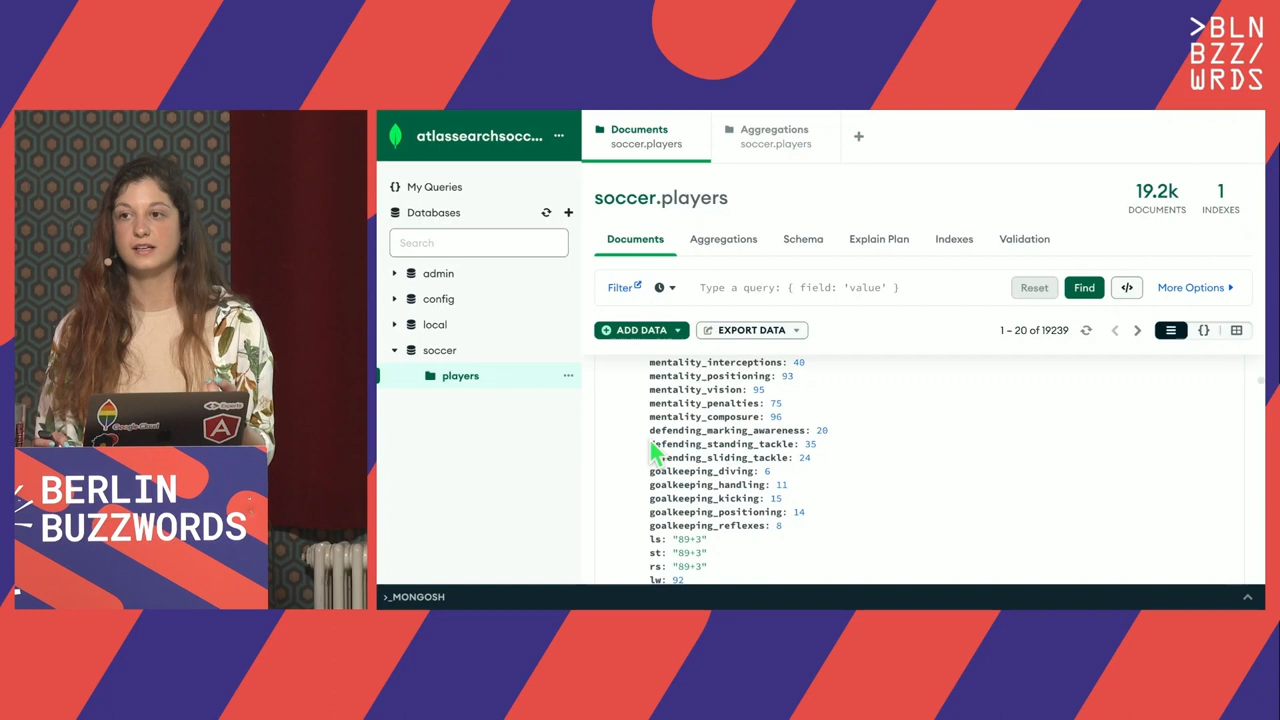 >BLN
BZZ/
WRDS
atlassearchsocc... ...
Documents
soccer.players
Aggregations
soccer.players
+
{} My Queries
Databases
Search
admin
config
local
soccer
players ...
soccer.players
19.2k
DOCUMENTS
1
INDEXES
Documents Aggregations Schema Explain Plan Indexes Validation
Filter Type a query: { field: 'value' } Reset Find </> More Options
ADD DATA EXPORT DATA 1 – 20 of 19239 {}
mentality_interceptions: 40
mentality_positioning: 93
mentality_vision: 95
mentality_penalties: 75
mentality_composure: 96
defending_marking_awareness: 20
fending_standing_tackle: 35
ending_sliding_tackle: 24
goalkeeping_diving: 6
goalkeeping_handling: 11
goalkeeping_kicking: 15
goalkeeping_positioning: 14
goalkeeping_reflexes: 8
ls: "89+3"
st: "89+3"
rs: "89+3"
lw: 92
>_MONGOSH
Google Cloud
Experts
A
BERLIN
BUZZWORDS